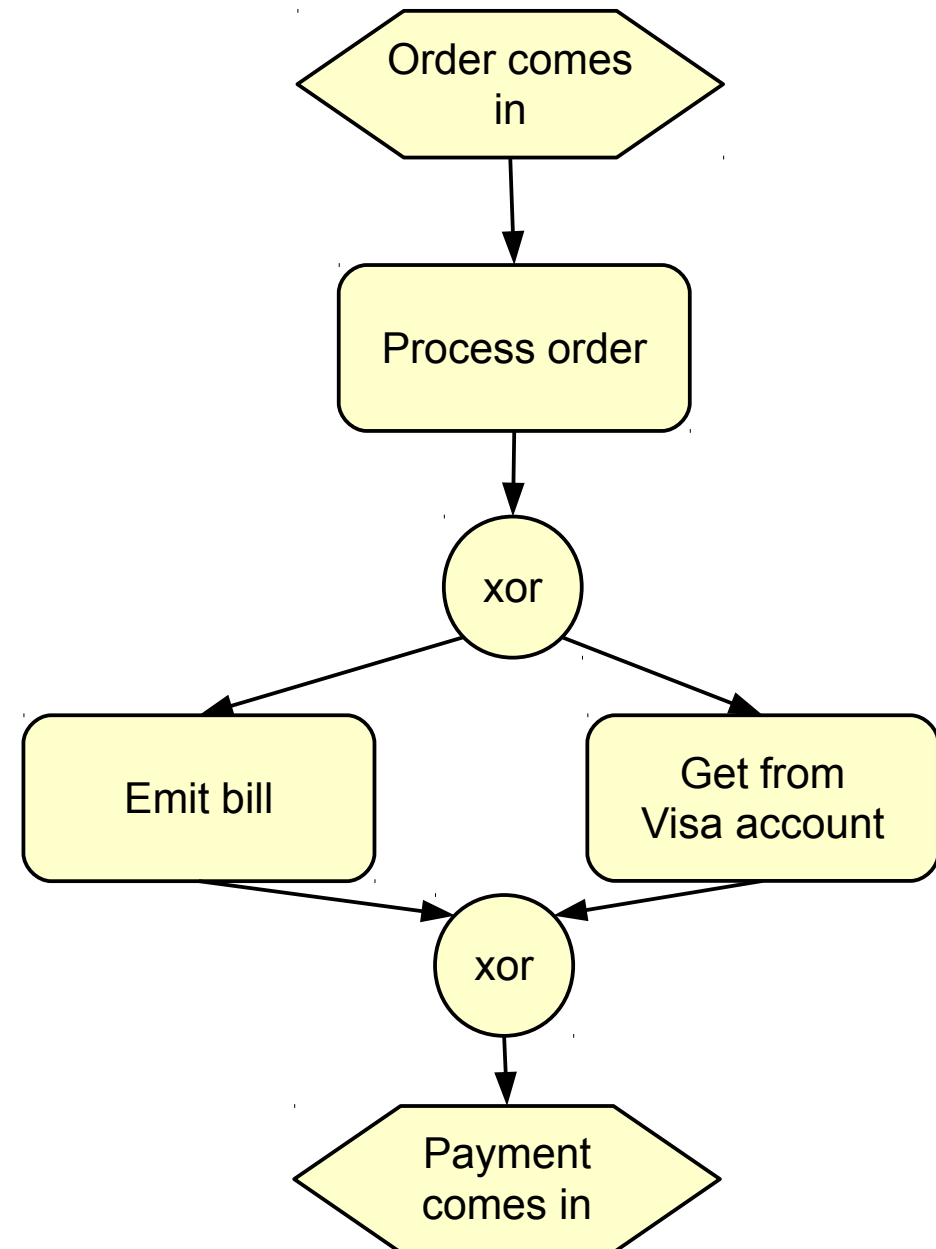 Order comes
in
Process order
xor
Emit bill
Get from
Visa account
xor
Payment
comes in